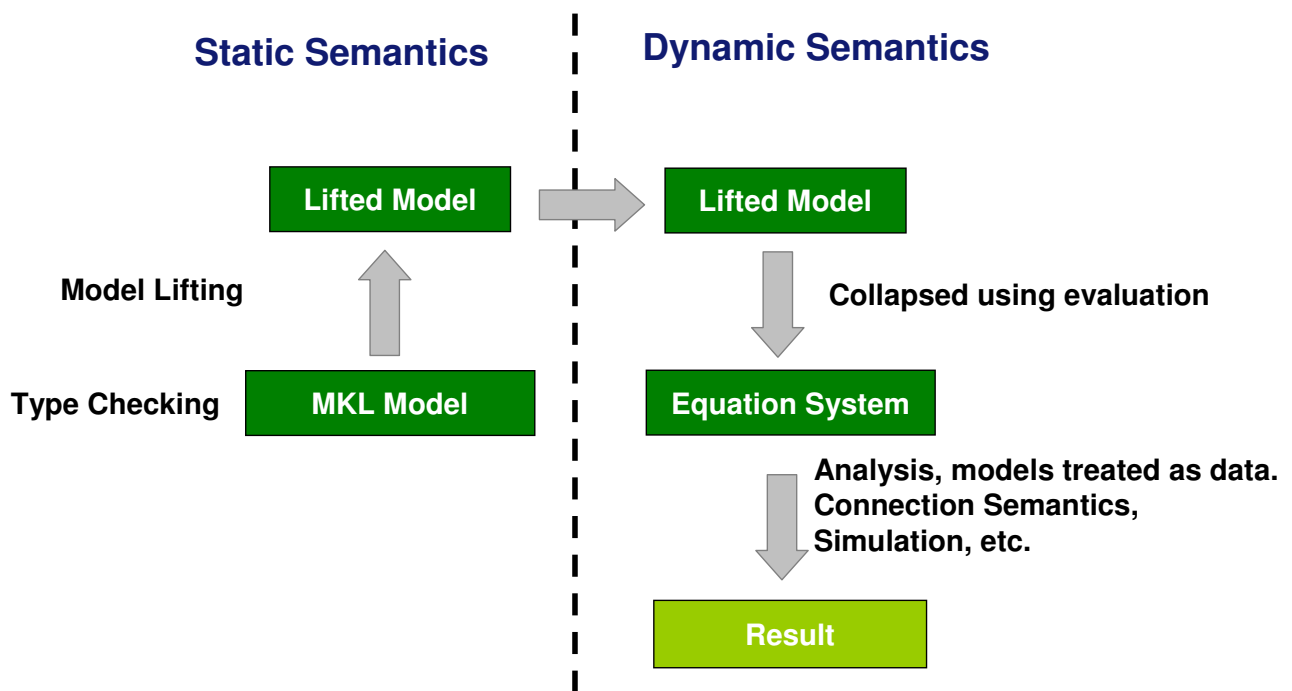 Static Semantics
Dynamic Semantics
Lifted Model
Lifted Model
Model Lifting
Collapsed using evaluation
Type Checking
MKL Model
Equation System
Analysis, models treated as data.
Connection Semantics,
Simulation, etc.
Result